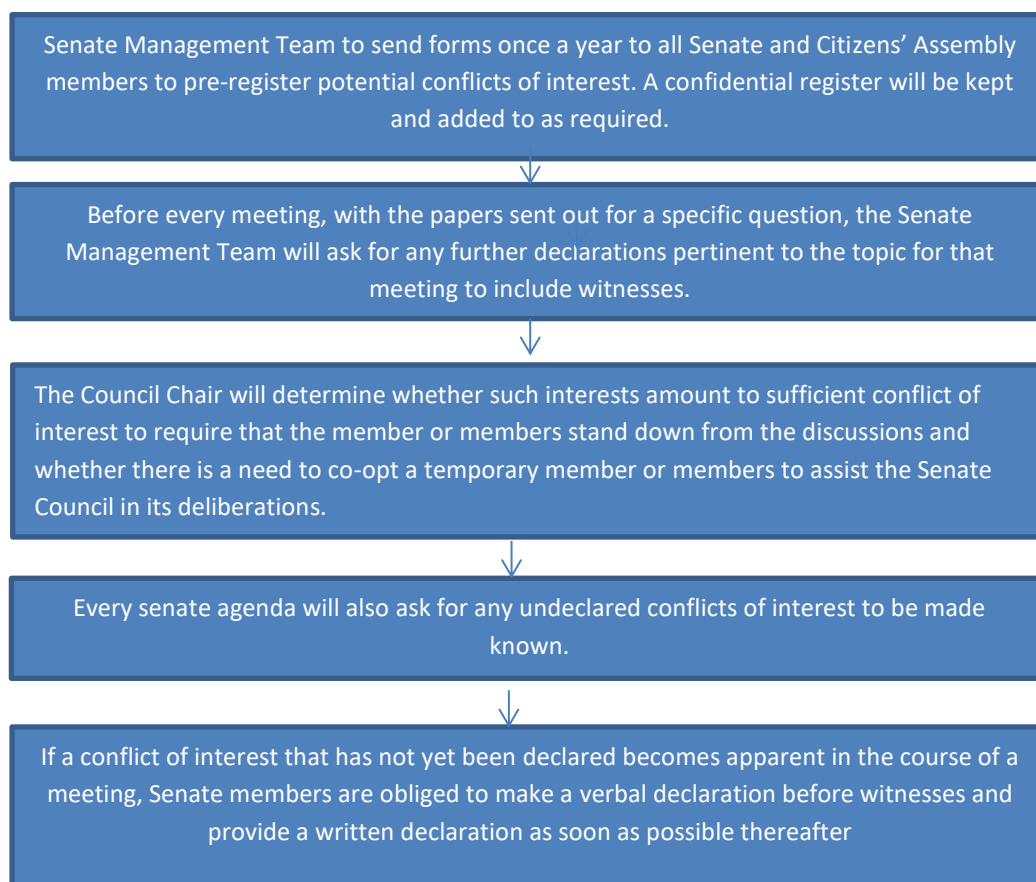 Senate Management Team to send forms once a year to all Senate and Citizens’ Assembly
members to pre-register potential conflicts of interest. A confidential register will be kept
and added to as required.
Before every meeting, with the papers sent out for a specific question, the Senate
Management Team will ask for any further declarations pertinent to the topic for that
meeting to include witnesses.
The Council Chair will determine whether such interests amount to sufficient conflict of
interest to require that the member or members stand down from the discussions and
whether there is a need to co-opt a temporary member or members to assist the Senate
Council in its deliberations.
Every senate agenda will also ask for any undeclared conflicts of interest to be made
known.
If a conflict of interest that has not yet been declared becomes apparent in the course of a
meeting, Senate members are obliged to make a verbal declaration before witnesses and
provide a written declaration as soon as possible thereafter